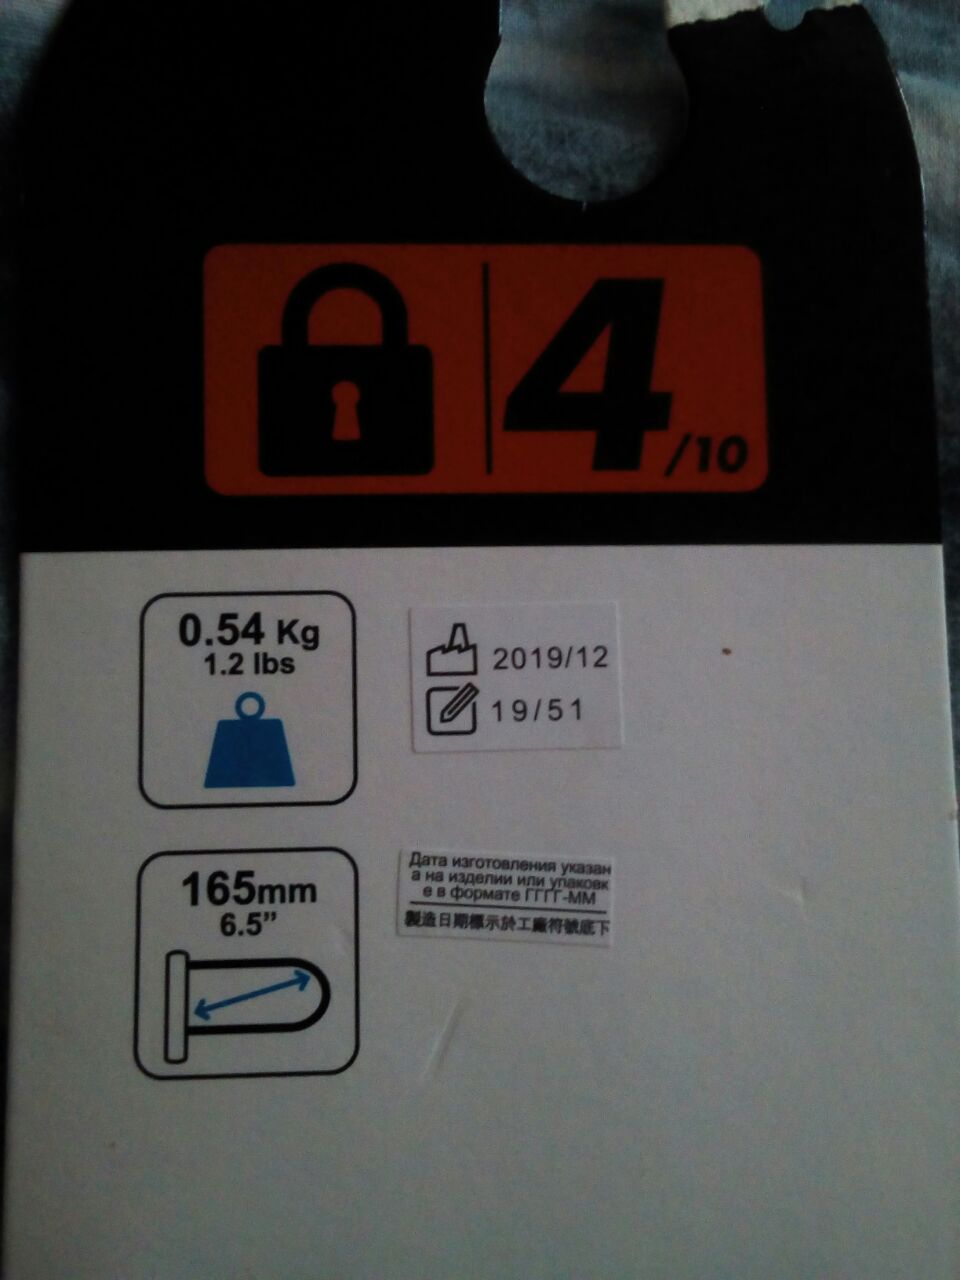 4/10
0.54 Kg
1.2 lbs
2019/12
19/51
165mm
6.5”
Дата изготовления указан
а на изделии или упаковк
е в формате ГГГГ-ММ
製造日期標示於工廠符號底下